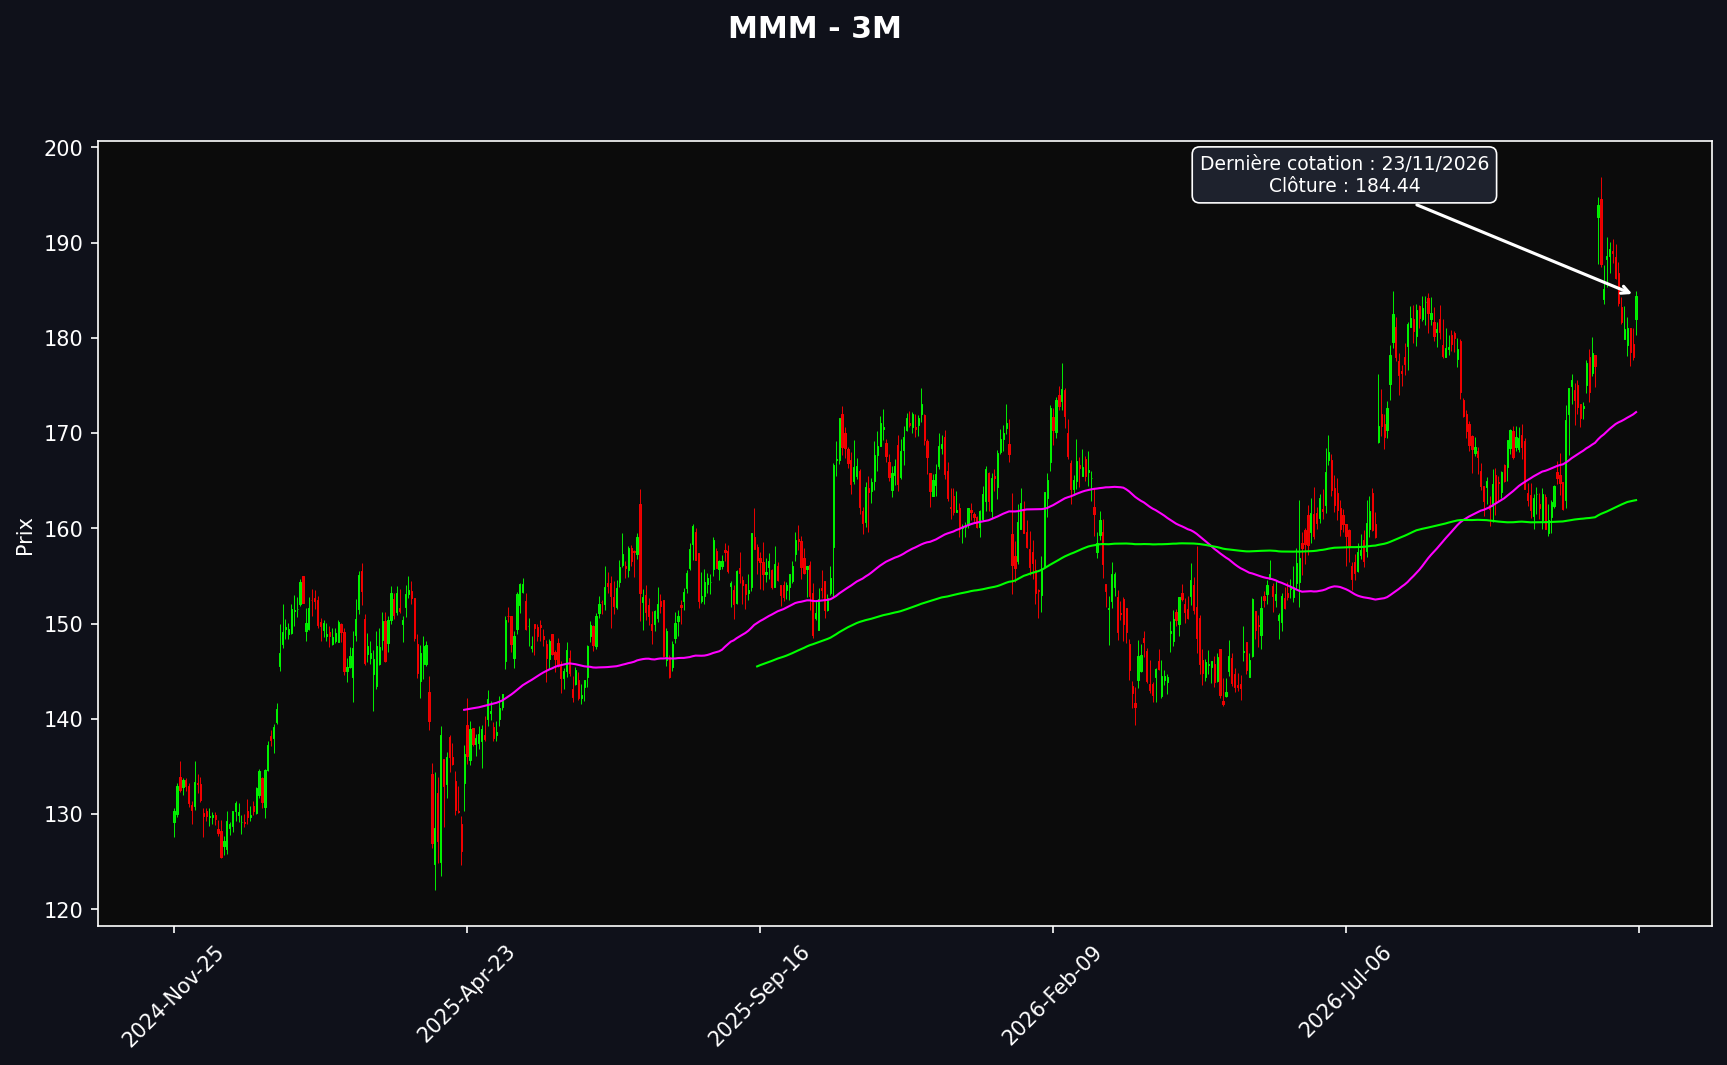 MMM - 3M
200
190
180
170
160
150
140
130
120
Prix
Dernière cotation : 23/11/2026
Clôture : 184.44
2024-Nov-25
2025-Apr-23
2025-Sep-16
2026-Feb-09
2026-Jul-06